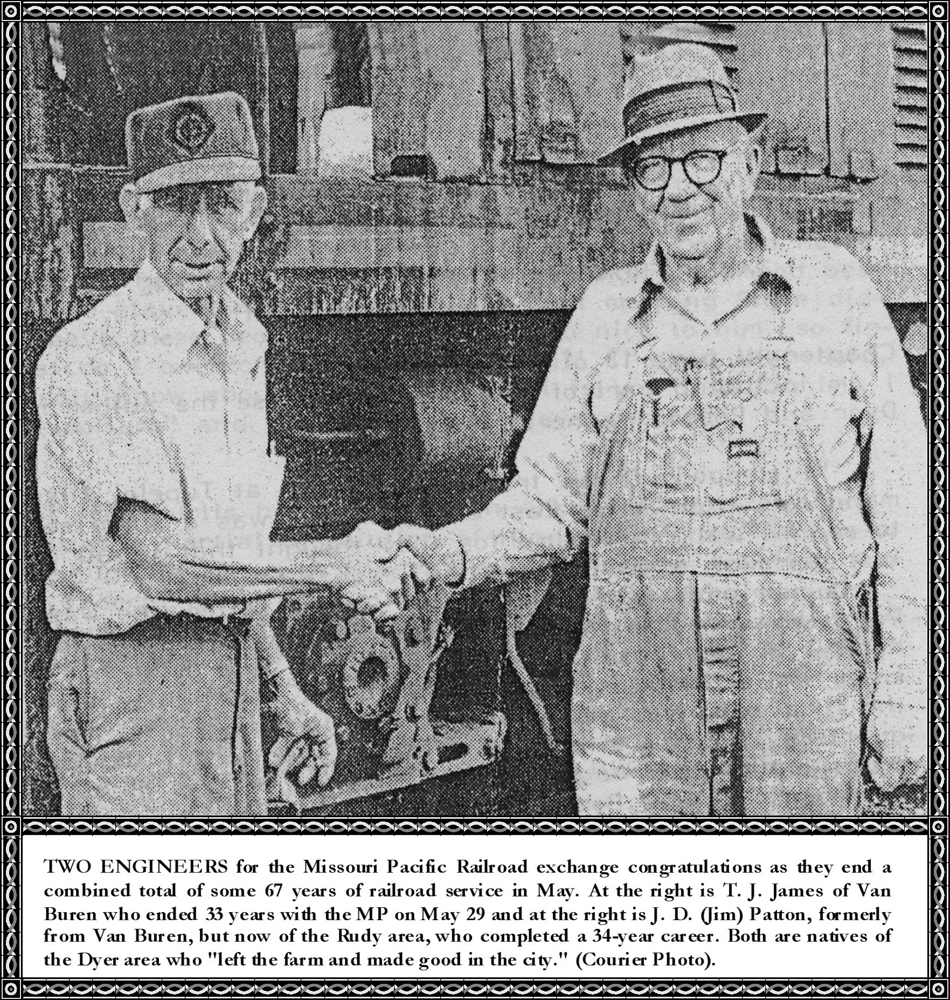 TWO ENGINEERS for the Missouri Pacific Railroad exchange congratulations as they end a
combined total of some 67 years of railroad service in May. At the right is T. J. James of Van
Buren who ended 33 years with the MP on May 29 and at the right is J. D. (Jim) Patton, formerly
from Van Buren, but now of the Rudy area, who completed a 34-year career. Both are natives of
the Dyer area who "left the farm and made good in the city." (Courier Photo).